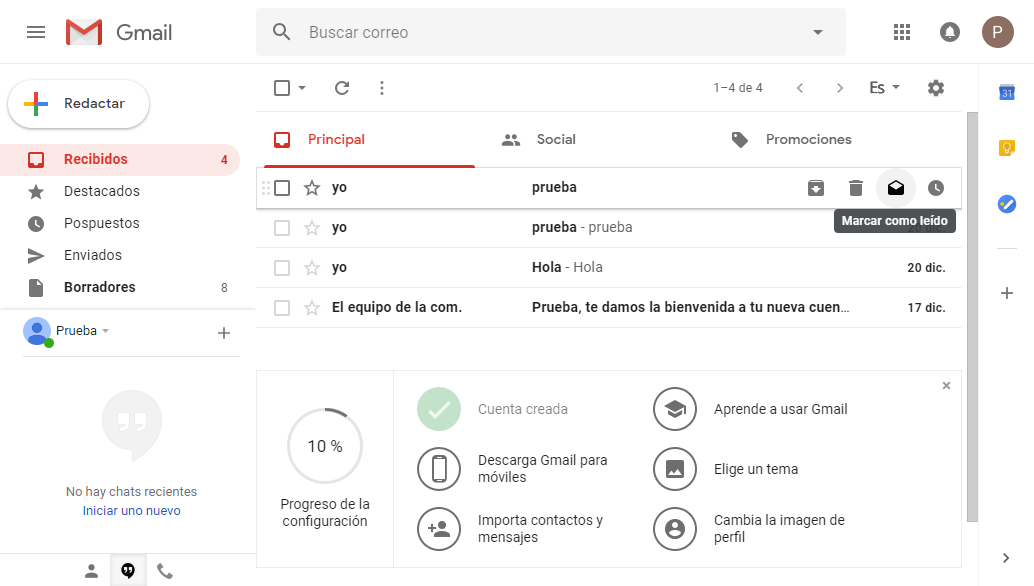 Gmail
Buscar correo
P
Redactar
1–4 de 4
Es
31
Recibidos 4
Destacados
Pospuestos
Enviados
Borradores 8
Prueba
No hay chats recientes
Iniciar uno nuevo
Principal
Social
Promociones
yo prueba
Marcar como leído
yo prueba - prueba 20 dic.
yo Hola - Hola 20 dic.
El equipo de la com. Prueba, te damos la bienvenida a tu nueva cuen… 17 dic.
10 %
Progreso de la
configuración
Cuenta creada
Descarga Gmail para
móviles
Importa contactos y
mensajes
Aprende a usar Gmail
Elige un tema
Cambia la imagen de
perfil